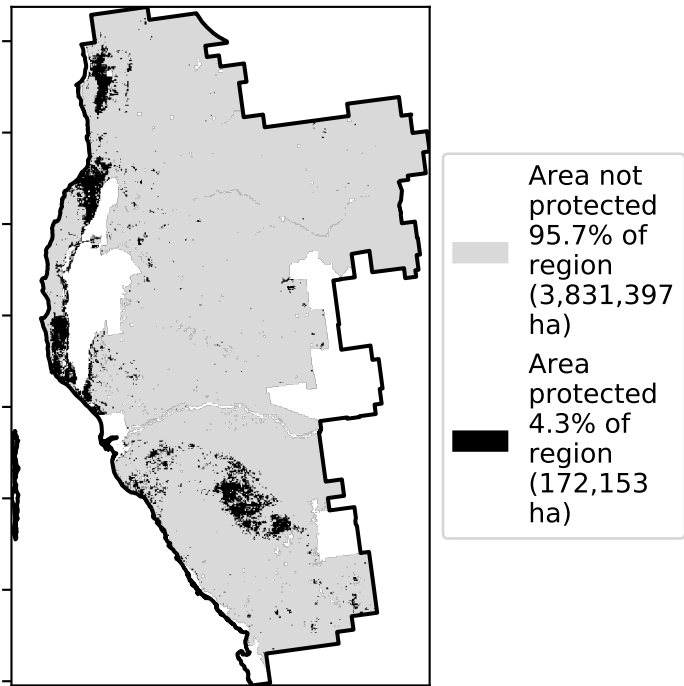 Area not
protected
95.7% of
region
(3,831,397
ha)
Area
protected
4.3% of
region
(172,153
ha)